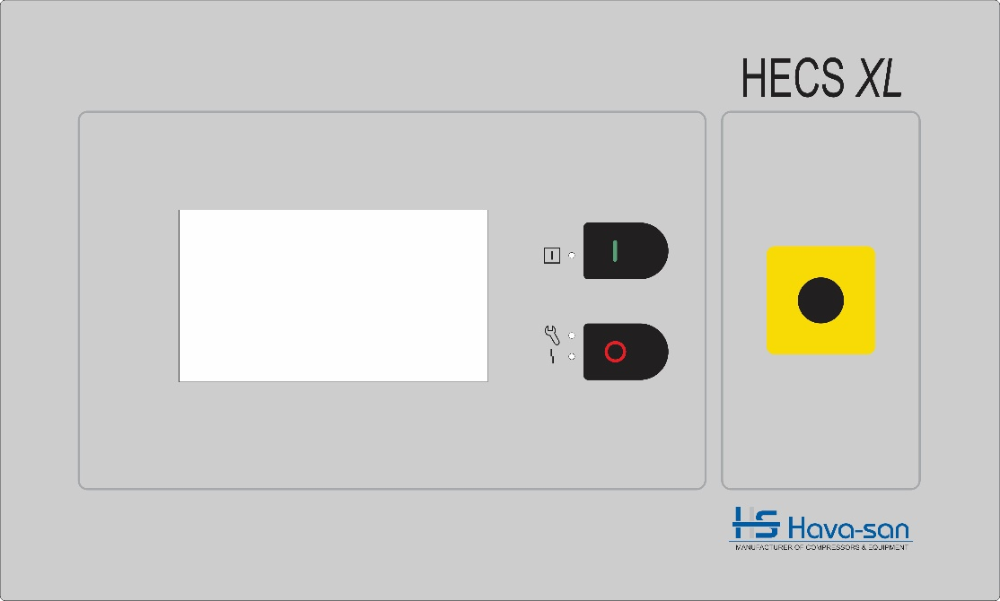 HECS XL
HS Hava-san
MANUFACTURER OF COMPRESSORS & EQUIPMENT